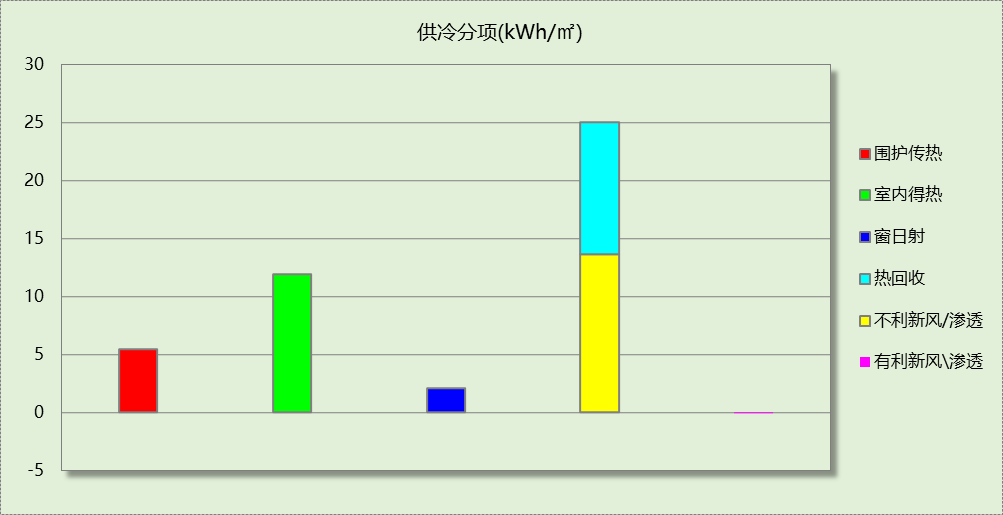 供冷分项(kWh/㎡)
30
25
20
15
10
5
0
-5
围护传热
室内得热
窗日射
热回收
不利新风/渗透
有利新风\渗透